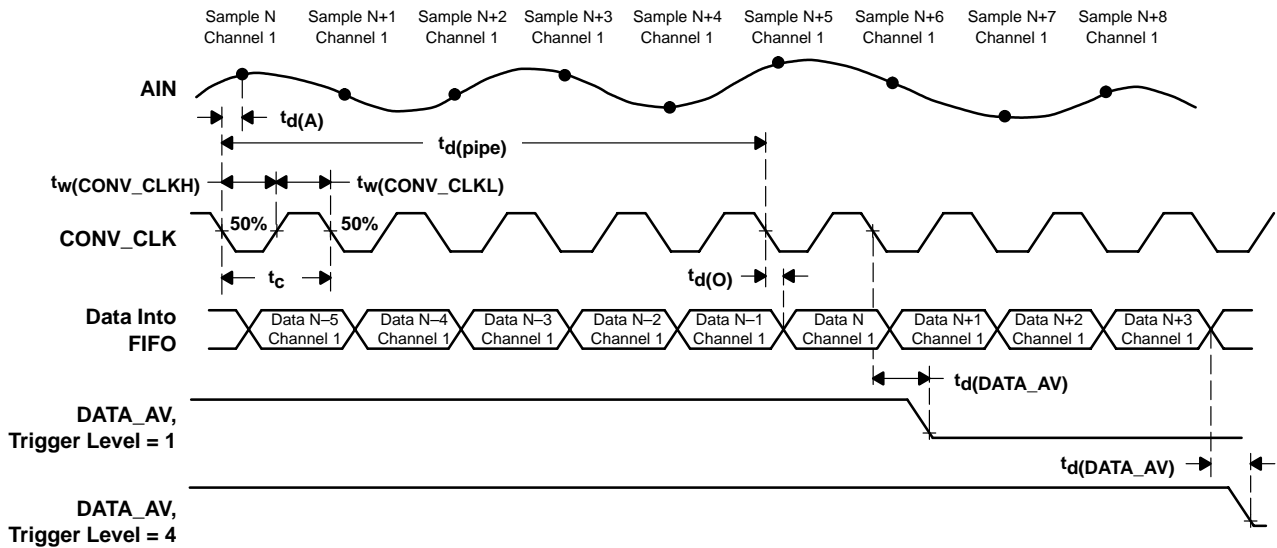 Sample N Sample N+1 Sample N+2 Sample N+3 Sample N+4 Sample N+5 Sample N+6 Sample N+7 Sample N+8
Channel 1 Channel 1 Channel 1 Channel 1 Channel 1 Channel 1 Channel 1 Channel 1 Channel 1
AIN
td(A)
td(pipe)
tw(CONV_CLKH) tw(CONV_CLKL)
50% 50%
CONV_CLK
tc
td(O)
Data Into
FIFO
Data N–5 Data N–4 Data N–3 Data N–2 Data N–1 Data N Data N+1 Data N+2 Data N+3
Channel 1 Channel 1 Channel 1 Channel 1 Channel 1 Channel 1 Channel 1 Channel 1 Channel 1
td(DATA_AV)
DATA_AV,
Trigger Level = 1
td(DATA_AV)
DATA_AV,
Trigger Level = 4